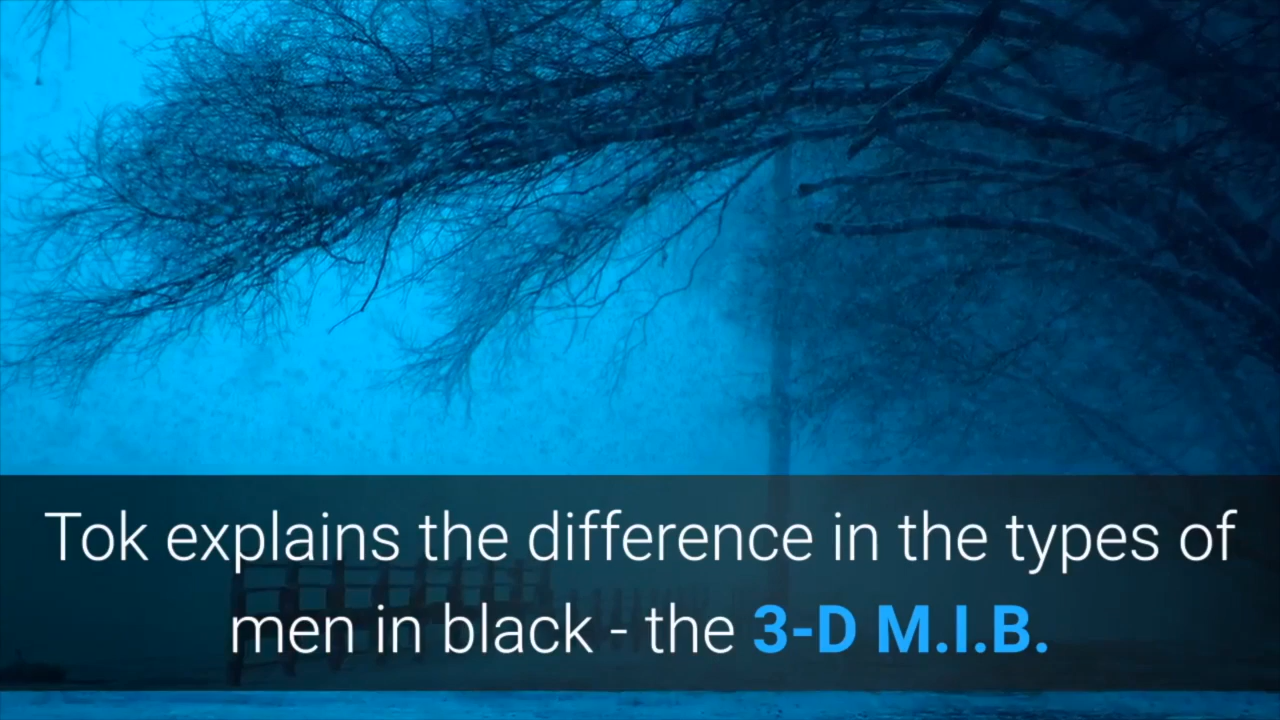 Tok explains the difference in the types of
men in black - the 3-D M.I.B.